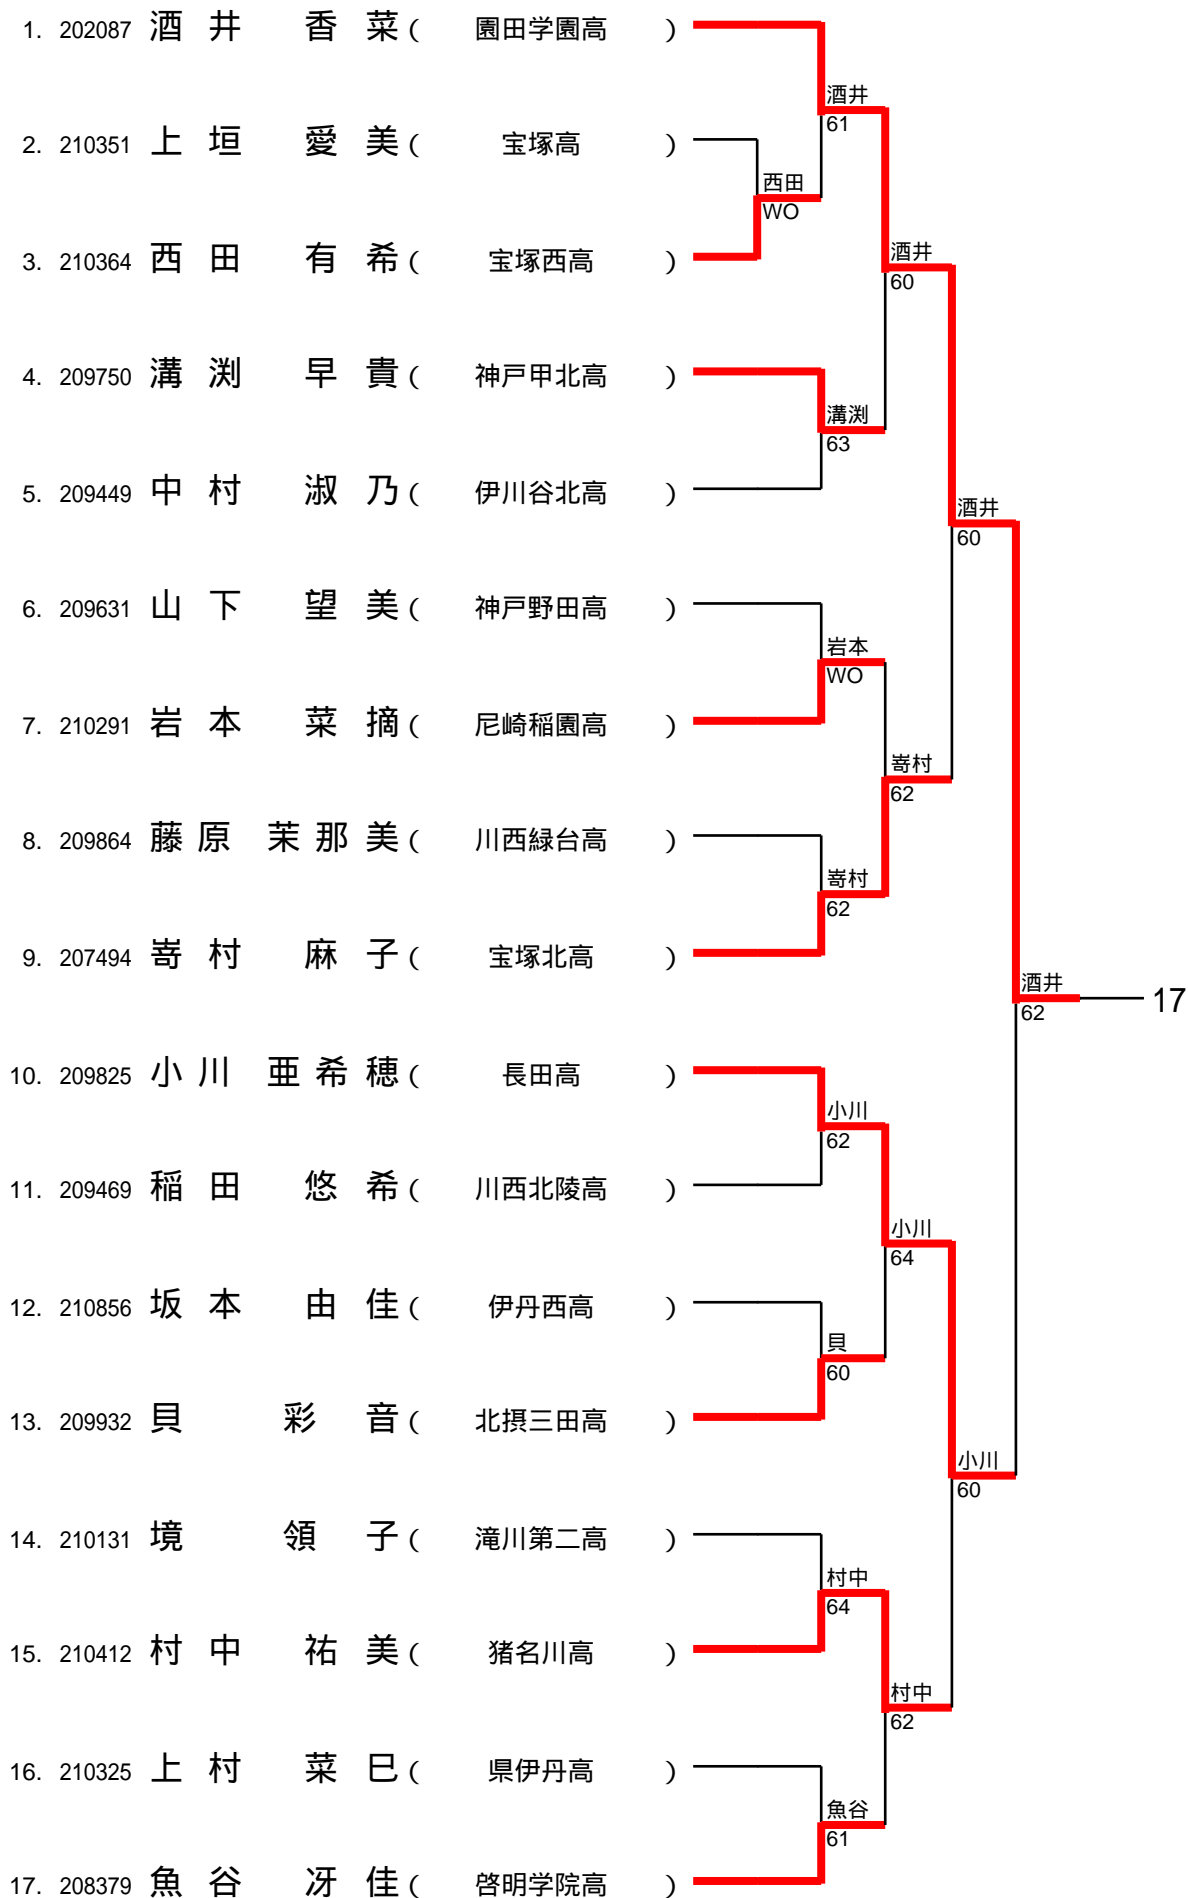 1. 202087 酒井 香菜 ( 園田学園高 )
酒井
61
2. 210351 上垣 愛美 ( 宝塚高 )
西田
WO
3. 210364 西田 有希 ( 宝塚西高 )
酒井
60
4. 209750 溝渕 早貴 ( 神戸甲北高 )
溝渕
63
5. 209449 中村 淑乃 ( 伊川谷北高 )
酒井
60
6. 209631 山下 望美 ( 神戸野田高 )
岩本
WO
7. 210291 岩本 菜摘 ( 尼崎稲園高 )
嵜村
62
8. 209864 藤原 茉那美 ( 川西緑台高 )
嵜村
62
9. 207494 嵜村 麻子 ( 宝塚北高 )
酒井
62
17
10. 209825 小川 亜希穂 ( 長田高 )
小川
62
11. 209469 稲田 悠希 ( 川西北陵高 )
小川
64
12. 210856 坂本 由佳 ( 伊丹西高 )
貝
60
13. 209932 貝 彩音 ( 北摂三田高 )
小川
60
14. 210131 境 領子 ( 滝川第二高 )
村中
64
15. 210412 村中 祐美 ( 猪名川高 )
村中
62
16. 210325 上村 菜巳 ( 県伊丹高 )
魚谷
61
17. 208379 魚谷 冴佳 ( 啓明学院高 )